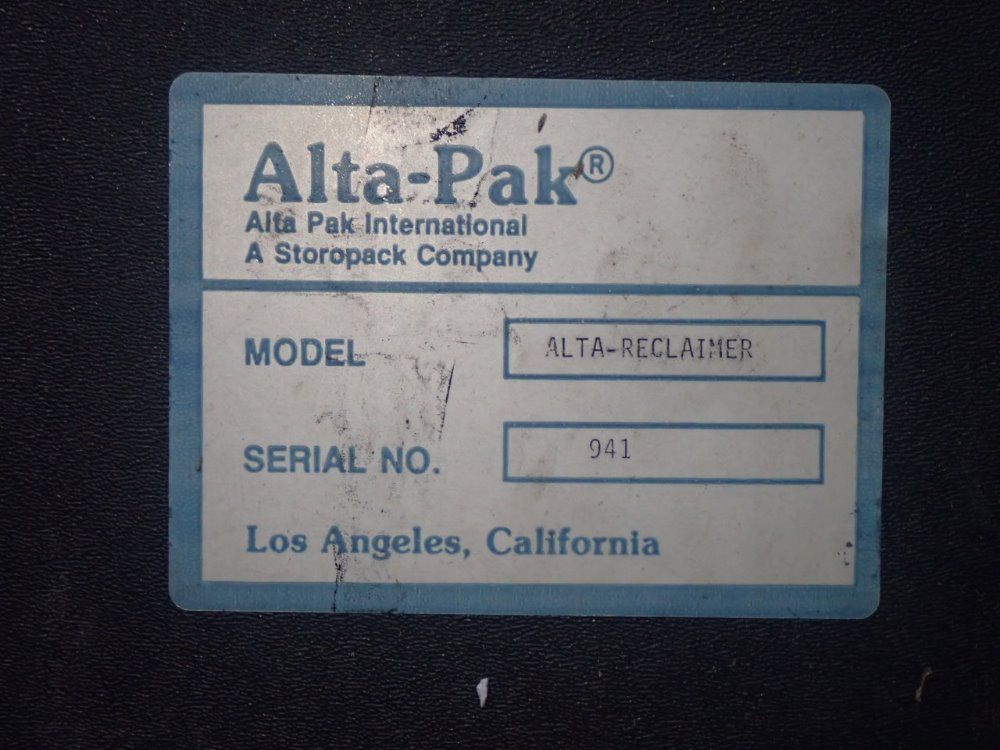 Alta-Pak®
Alta Pak International
A Storopack Company
MODEL ALTA-RECLAIMER
SERIAL NO. 941
Los Angeles, California